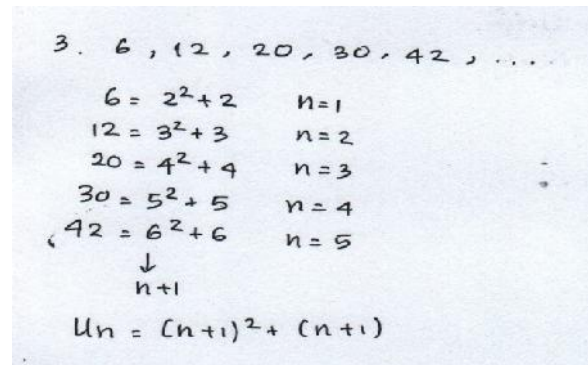 3. 6, 12, 20, 30, 42, ...
6 = 2²+2 n=1
12 = 3²+3 n=2
20 = 4²+4 n=3
30 = 5²+5 n=4
42 = 6²+6 n=5
↓
n+1
Un = (n+1)²+ (n+1)